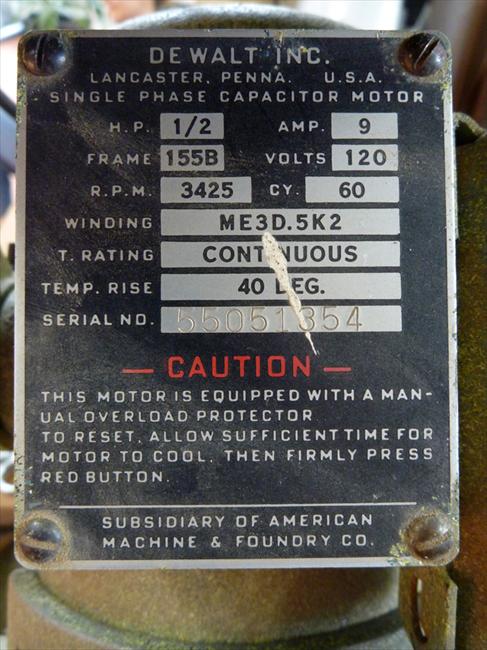 DE WALT INC.
LANCASTER, PENNA. U.S.A.
SINGLE PHASE CAPACITOR MOTOR
H.P. 1/2 AMP. 9
FRAME 155B VOLTS 120
R.P.M. 3425 CY. 60
WINDING ME3D.5K2
T. RATING CONTINUOUS
TEMP. RISE 40 DEG.
SERIAL NO. 55051354
— CAUTION —
THIS MOTOR IS EQUIPPED WITH A MAN-
UAL OVERLOAD PROTECTOR
TO RESET, ALLOW SUFFICIENT TIME FOR
MOTOR TO COOL. THEN FIRMLY PRESS
RED BUTTON.
SUBSIDIARY OF AMERICAN
MACHINE & FOUNDRY CO.